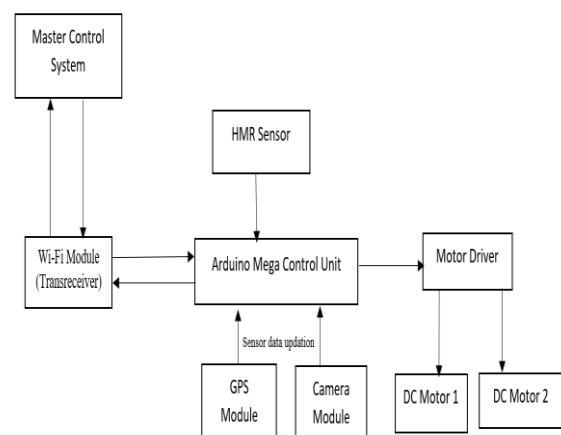 Master Control
System
HMR Sensor
Wi-Fi Module
(Transreceiver)
Arduino Mega Control Unit
Motor Driver
Sensor data updation
GPS
Module
Camera
Module
DC Motor 1
DC Motor 2